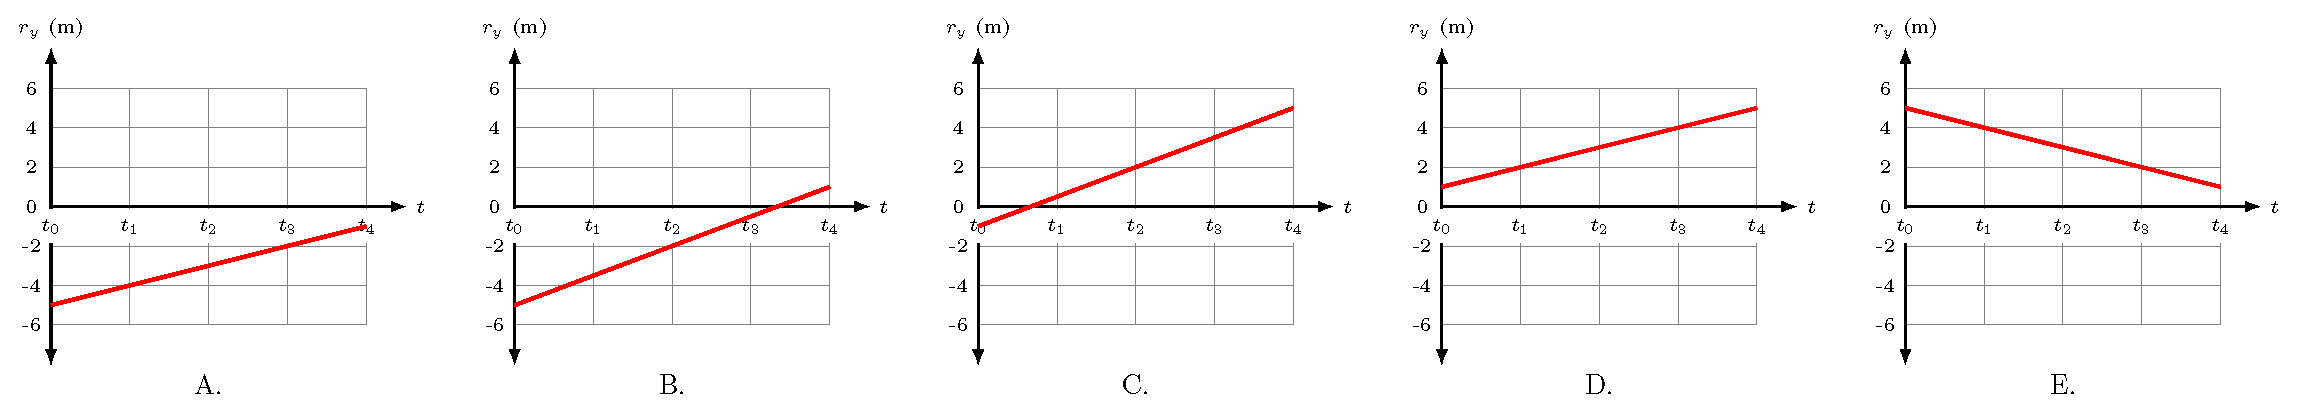 r_y (m) r_y (m) r_y (m) r_y (m) r_y (m)
6 6 6 6 6
4 4 4 4 4
2 2 2 2 2
0 t 0 t 0 t 0 t 0 t
t_0 t_1 t_2 t_3 t_4 t_0 t_1 t_2 t_3 t_4 t_0 t_1 t_2 t_3 t_4 t_0 t_1 t_2 t_3 t_4 t_0 t_1 t_2 t_3 t_4
-2 -2 -2 -2 -2
-4 -4 -4 -4 -4
-6 -6 -6 -6 -6
A. B. C. D. E.